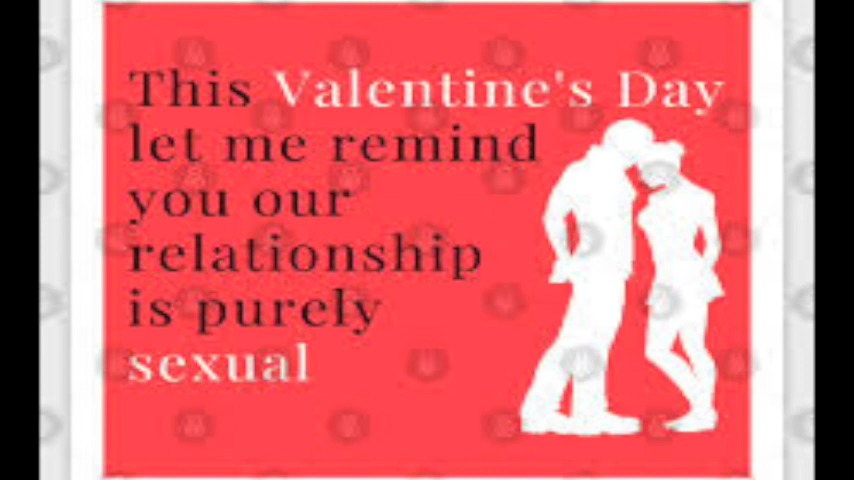 This Valentine's Day
let me remind
you our
relationship
is purely
sexual